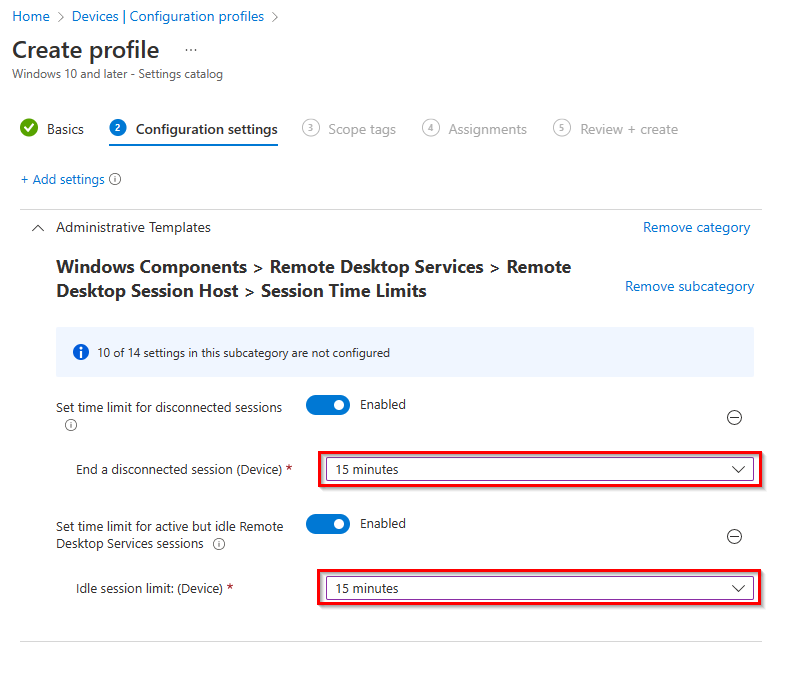 Home > Devices | Configuration profiles >
Create profile ...
Windows 10 and later - Settings catalog
Basics 2 Configuration settings 3 Scope tags 4 Assignments 5 Review + create
+ Add settings
Administrative Templates Remove category
Windows Components > Remote Desktop Services > Remote
Desktop Session Host > Session Time Limits
Remove subcategory
10 of 14 settings in this subcategory are not configured
Set time limit for disconnected sessions Enabled
End a disconnected session (Device) * 15 minutes
Set time limit for active but idle Remote
Desktop Services sessions
Enabled
Idle session limit: (Device) * 15 minutes